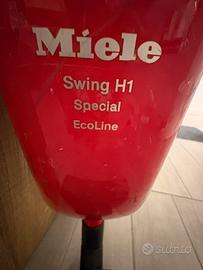 Miele
Swing H1
Special
EcoLine
subito